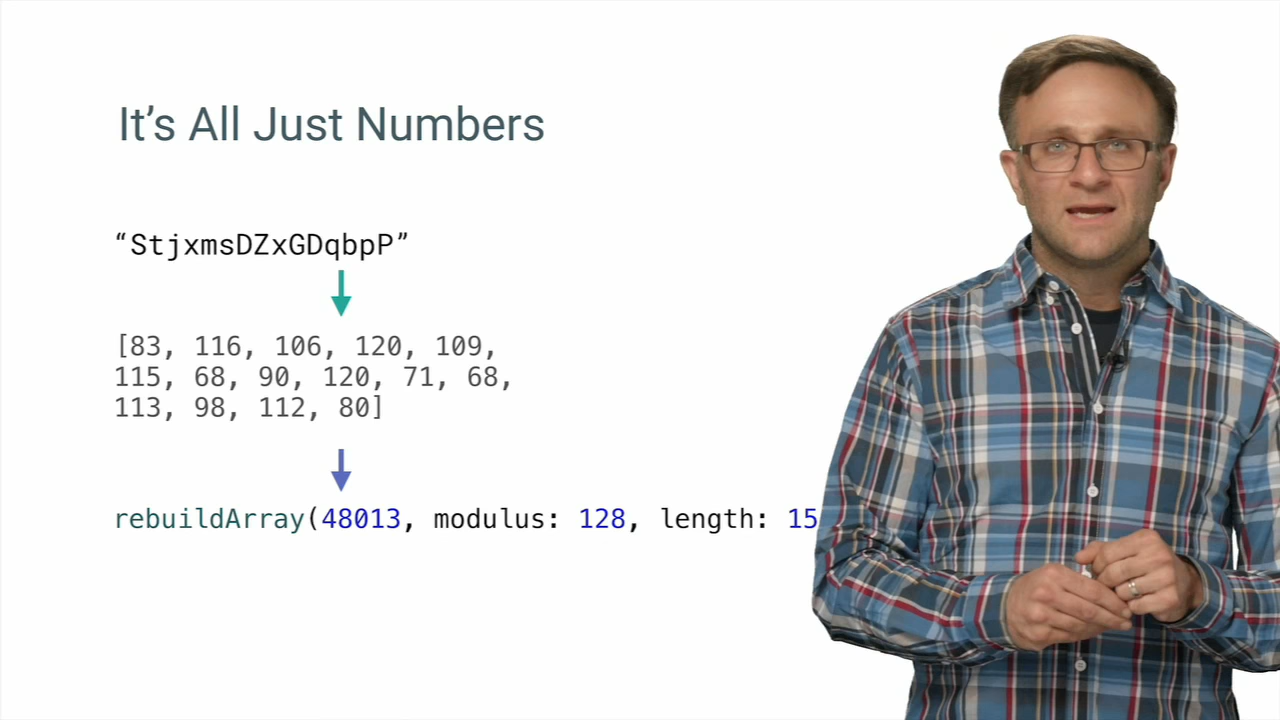 It’s All Just Numbers
“StjxmsDZxGDqbpP”
[83, 116, 106, 120, 109,
115, 68, 90, 120, 71, 68,
113, 98, 112, 80]
rebuildArray(48013, modulus: 128, length: 15